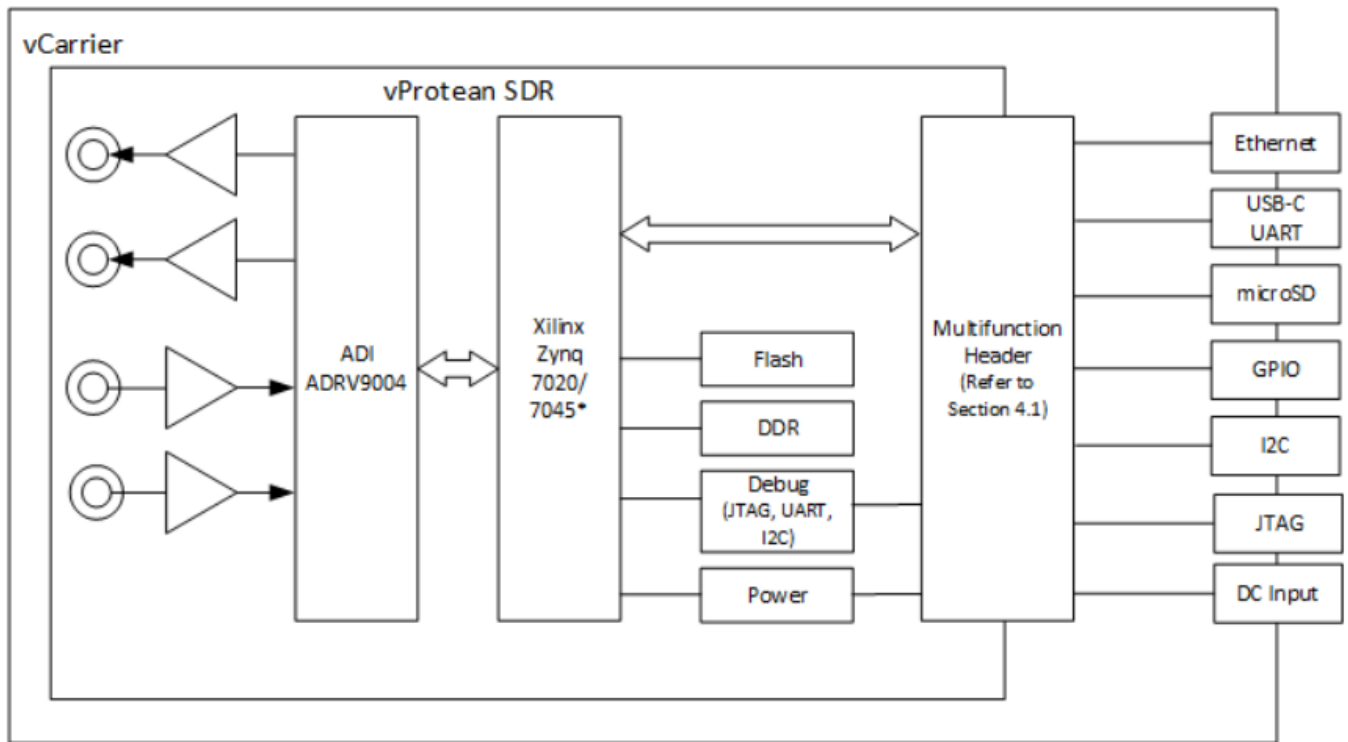 vCarrier
vProtean SDR
ADI
ADRV9004
Xilinx
Zynq
7020/
7045*
Flash
DDR
Debug
(JTAG, UART,
I2C)
Power
Multifunction
Header
(Refer to
Section 4.1)
Ethernet
USB-C
UART
microSD
GPIO
I2C
JTAG
DC Input